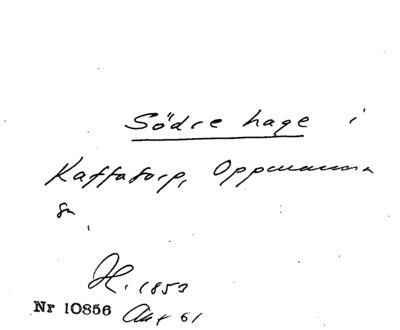 Södre hage i
Kaffatorp, Oppmanna
sn
H. 1853
Nr 10856 Akt 61